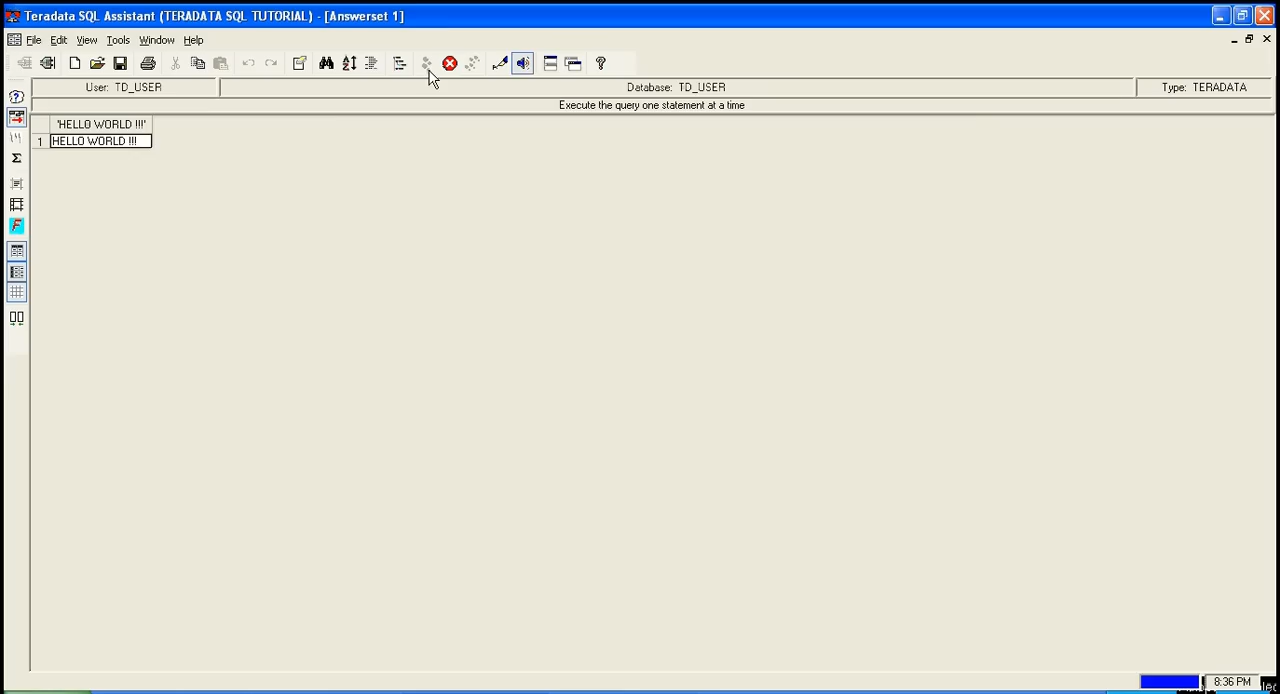 Teradata SQL Assistant (TERADATA SQL TUTORIAL) - [Answerset 1]
File Edit View Tools Window Help
User: TD_USER Database: TD_USER Type: TERADATA
Execute the query one statement at a time
'HELLO WORLD !!!'
1 HELLO WORLD !!!
8:36 PM